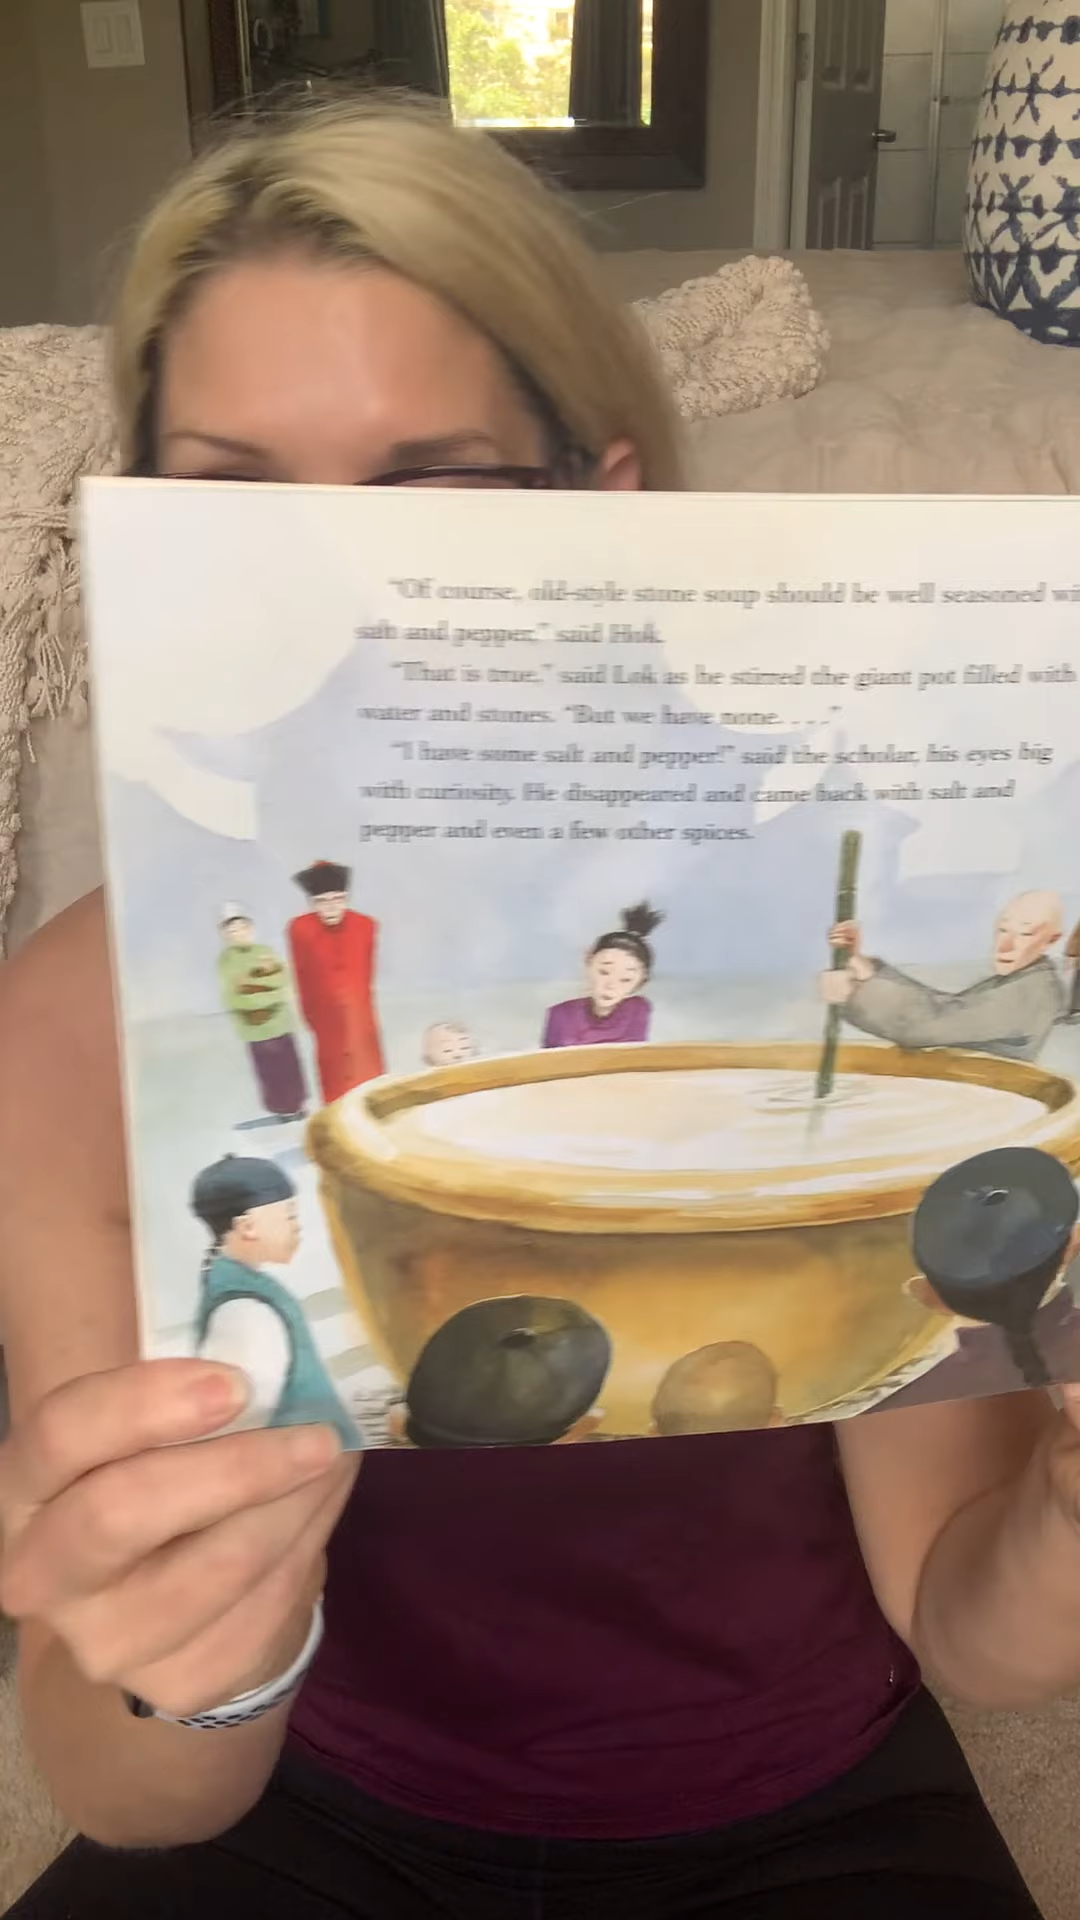 "Of course, old-style stone soup should be well seasoned wi
salt and pepper," said Hok.
"That is true," said Lok as he stirred the giant pot filled with
water and stones. "But we have none. . . ."
"I have some salt and pepper!" said the scholar, his eyes big
with curiosity. He disappeared and came back with salt and
pepper and even a few other spices.